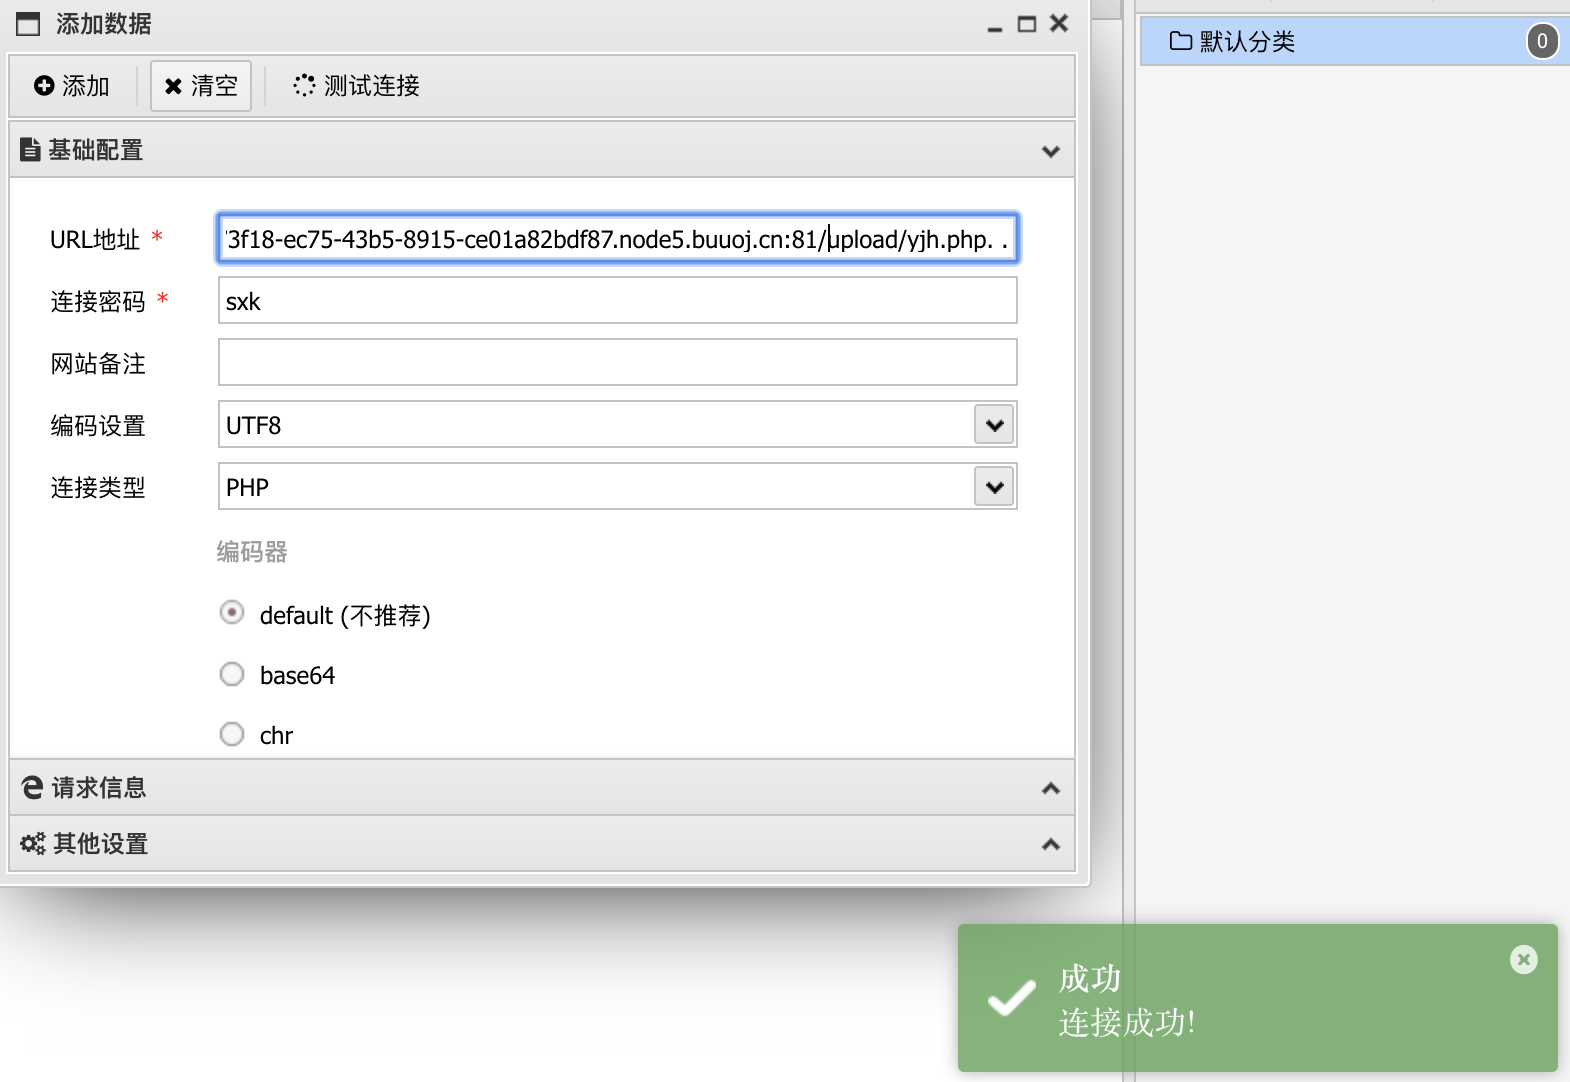 添加数据
默认分类
0
添加
清空
测试连接
基础配置
URL地址 *
3f18-ec75-43b5-8915-ce01a82bdf87.node5.buuoj.cn:81/upload/yjh.php. .
连接密码 *
sxk
网站备注
编码设置
UTF8
连接类型
PHP
编码器
default (不推荐)
base64
chr
请求信息
其他设置
成功
连接成功!